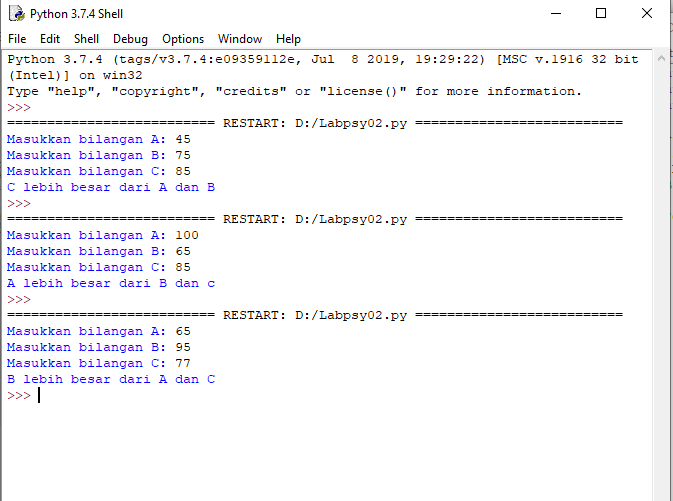 Python 3.7.4 Shell
File Edit Shell Debug Options Window Help
Python 3.7.4 (tags/v3.7.4:e09359112e, Jul  8 2019, 19:29:22) [MSC v.1916 32 bit
(Intel)] on win32
Type "help", "copyright", "credits" or "license()" for more information.
>>>
========================== RESTART: D:/Labpsy02.py ==========================
Masukkan bilangan A: 45
Masukkan bilangan B: 75
Masukkan bilangan C: 85
C lebih besar dari A dan B
>>>
========================== RESTART: D:/Labpsy02.py ==========================
Masukkan bilangan A: 100
Masukkan bilangan B: 65
Masukkan bilangan C: 85
A lebih besar dari B dan c
>>>
========================== RESTART: D:/Labpsy02.py ==========================
Masukkan bilangan A: 65
Masukkan bilangan B: 95
Masukkan bilangan C: 77
B lebih besar dari A dan C
>>>